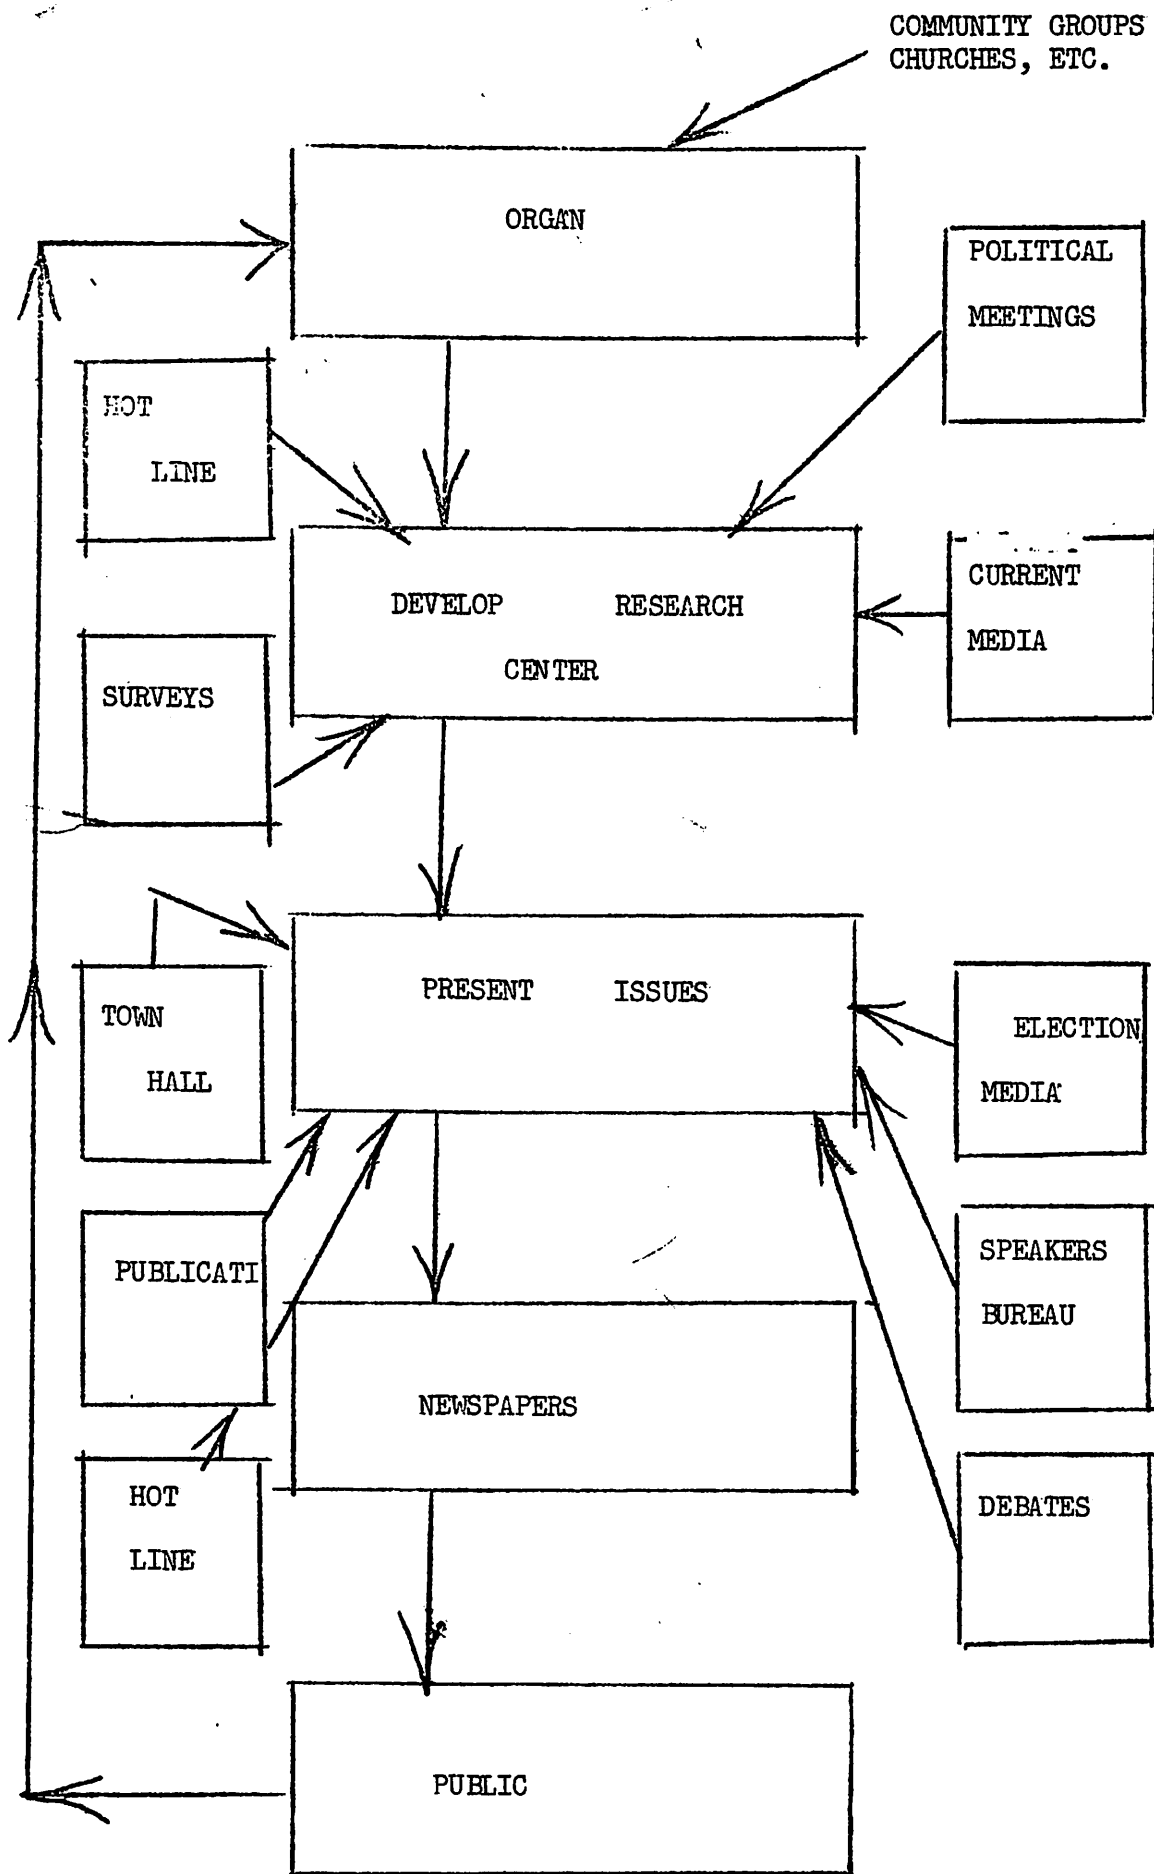 COMMUNITY GROUPS
CHURCHES, ETC.
ORGAN
POLITICAL
MEETINGS
HOT
LINE
DEVELOP RESEARCH
CENTER
CURRENT
MEDIA
SURVEYS
PRESENT ISSUES
TOWN
HALL
ELECTION
MEDIA
PUBLICATI
SPEAKERS
BUREAU
NEWSPAPERS
HOT
LINE
DEBATES
PUBLIC